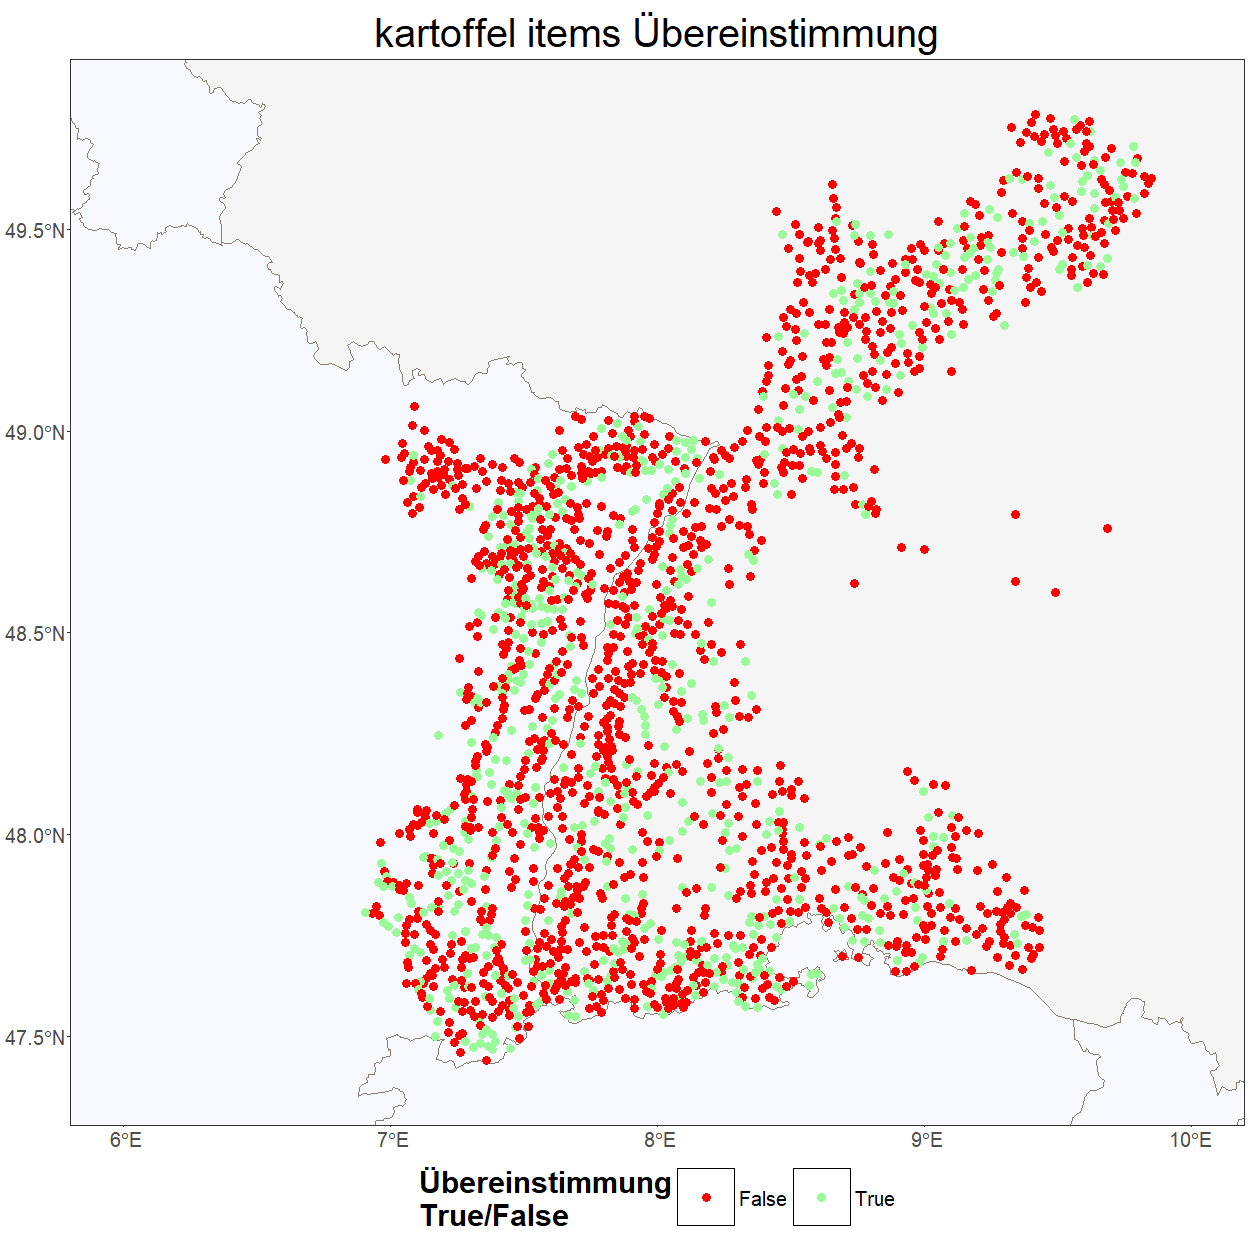 kartoffel items Übereinstimmung
49.5°N
49.0°N
48.5°N
48.0°N
47.5°N
6°E 7°E 8°E 9°E 10°E
Übereinstimmung
True/False
False True